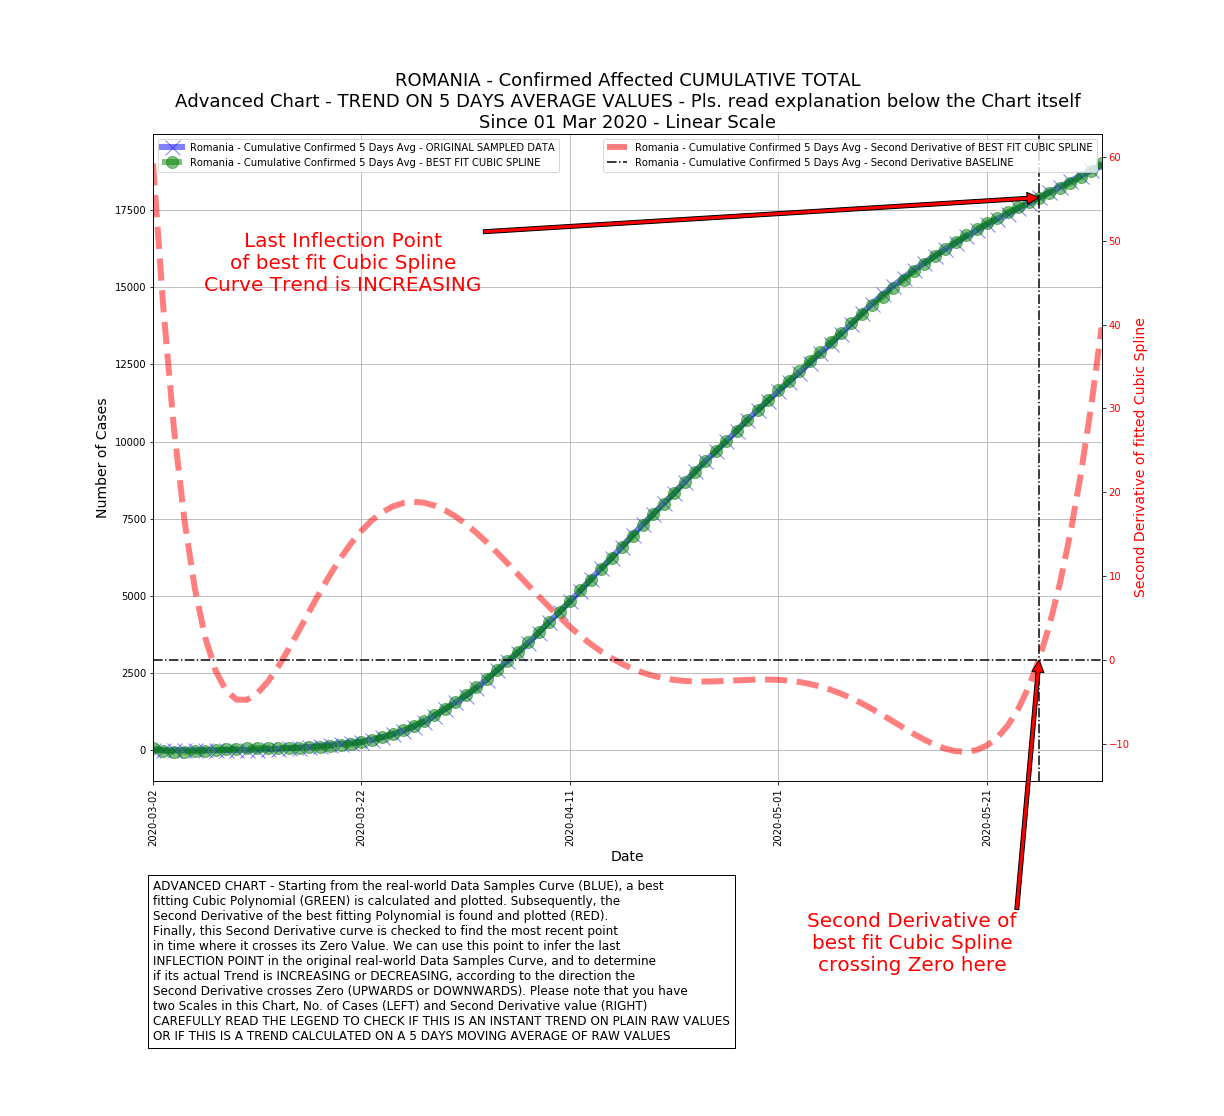 ROMANIA - Confirmed Affected CUMULATIVE TOTAL
Advanced Chart - TREND ON 5 DAYS AVERAGE VALUES - Pls. read explanation below the Chart itself
Since 01 Mar 2020 - Linear Scale
Romania - Cumulative Confirmed 5 Days Avg - ORIGINAL SAMPLED DATA
Romania - Cumulative Confirmed 5 Days Avg - BEST FIT CUBIC SPLINE
Romania - Cumulative Confirmed 5 Days Avg - Second Derivative of BEST FIT CUBIC SPLINE
Romania - Cumulative Confirmed 5 Days Avg - Second Derivative BASELINE
Last Inflection Point
of best fit Cubic Spline
Curve Trend is INCREASING
Number of Cases
17500
15000
12500
10000
7500
5000
2500
0
60
50
40
30
20
10
0
−10
Second Derivative of fitted Cubic Spline
2020-03-02
2020-03-22
2020-04-11
2020-05-01
2020-05-21
Date
ADVANCED CHART - Starting from the real-world Data Samples Curve (BLUE), a best
fitting Cubic Polynomial (GREEN) is calculated and plotted. Subsequently, the
Second Derivative of the best fitting Polynomial is found and plotted (RED).
Finally, this Second Derivative curve is checked to find the most recent point
in time where it crosses its Zero Value. We can use this point to infer the last
INFLECTION POINT in the original real-world Data Samples Curve, and to determine
if its actual Trend is INCREASING or DECREASING, according to the direction the
Second Derivative crosses Zero (UPWARDS or DOWNWARDS). Please note that you have
two Scales in this Chart, No. of Cases (LEFT) and Second Derivative value (RIGHT)
CAREFULLY READ THE LEGEND TO CHECK IF THIS IS AN INSTANT TREND ON PLAIN RAW VALUES
OR IF THIS IS A TREND CALCULATED ON A 5 DAYS MOVING AVERAGE OF RAW VALUES
Second Derivative of
best fit Cubic Spline
crossing Zero here